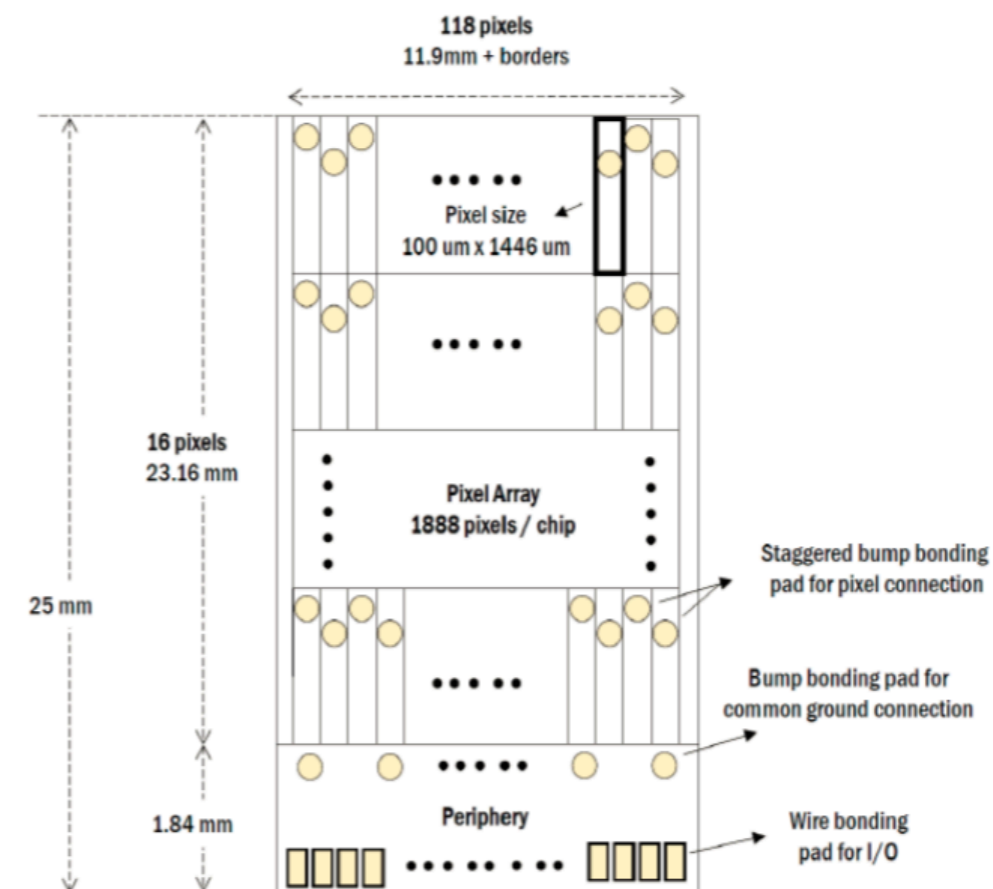 118 pixels
11.9mm + borders
Pixel size
100 um x 1446 um
16 pixels
23.16 mm
Pixel Array
1888 pixels / chip
Staggered bump bonding
pad for pixel connection
25 mm
Bump bonding pad for
common ground connection
1.84 mm
Periphery
Wire bonding
pad for I/O